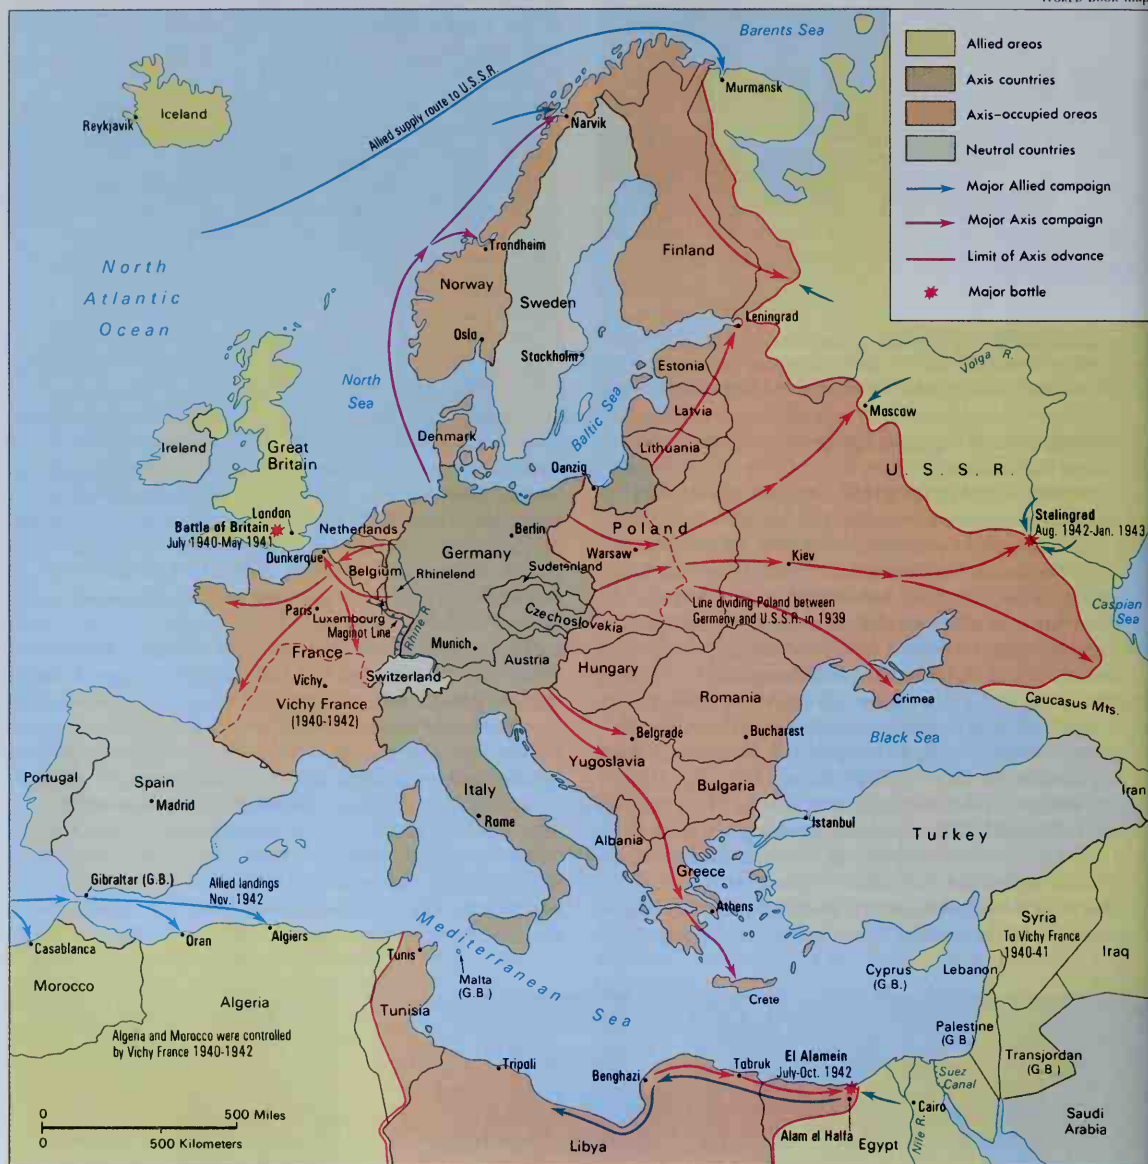 WORLD BOOK map
Allied areas
Axis countries
Axis-occupied areas
Neutral countries
Major Allied campaign
Major Axis campaign
Limit of Axis advance
Major battle
Barents Sea
Murmansk
Iceland
Reykjavik
Allied supply route to U.S.S.R.
Narvik
North
Atlantic
Ocean
Trondheim
Norway
Finland
Sweden
Oslo
Stockholm
Leningrad
North
Sea
Baltic Sea
Estonia
Latvia
Lithuania
Volga R.
Moscow
U. S. S. R.
Ireland
Great
Britain
Denmark
Danzig
London
Battle of Britain
July 1940-May 1941
Netherlands
Dunkerque
Belgium
Berlin
Germany
Rhineland
Sudetenland
Poland
Warsaw
Kiev
Stalingrad
Aug. 1942-Jan. 1943
Line dividing Poland between
Germany and U.S.S.R. in 1939
Caspian
Sea
Paris
Luxembourg
Maginot Line
Rhine R.
Czechoslovakia
Munich
Austria
France
Switzerland
Vichy
Vichy France
(1940-1942)
Hungary
Romania
Crimea
Caucasus Mts.
Belgrade
Bucharest
Black Sea
Yugoslavia
Bulgaria
Portugal
Spain
Madrid
Italy
Rome
Albania
Istanbul
Turkey
Iran
Greece
Athens
Gibraltar (G.B.)
Allied landings
Nov. 1942
Casablanca
Oran
Algiers
Mediterranean
Sea
Tunis
Malta
(G.B.)
Crete
Cyprus
(G.B.)
Lebanon
Syria
To Vichy France
1940-41
Iraq
Morocco
Algeria
Tunisia
Algeria and Morocco were controlled
by Vichy France 1940-1942
Palestine
(G.B.)
Transjordan
(G.B.)
Tripoli
Benghazi
Tobruk
El Alamein
July-Oct. 1942
Suez
Canal
Cairo
Nile R.
Alam el Halfa
Egypt
Saudi
Arabia
Libya
0 500 Miles
0 500 Kilometers